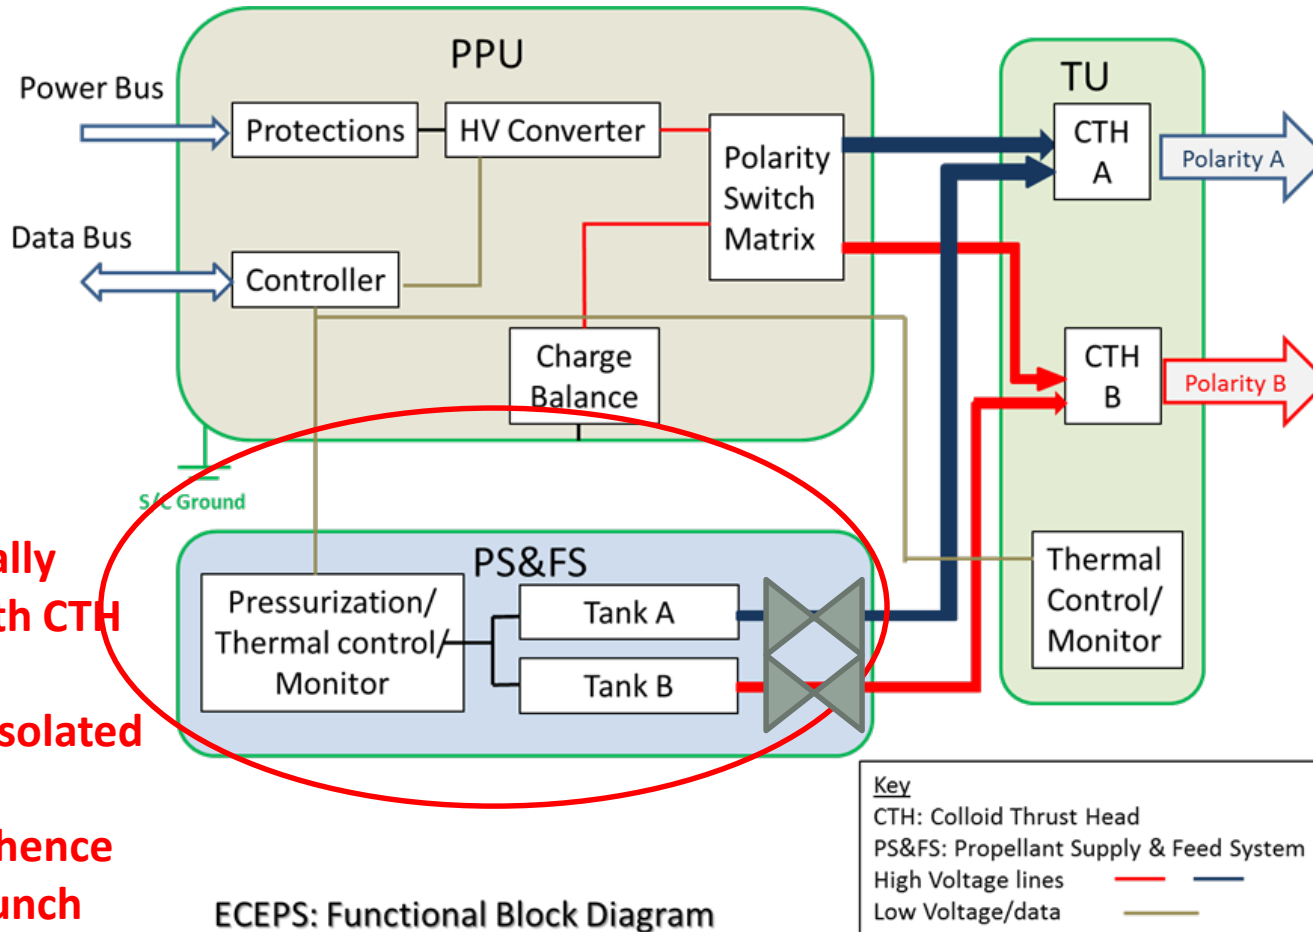 PPU
TU
Power Bus
Protections
HV Converter
Polarity
Switch
Matrix
CTH
A
Polarity A
Data Bus
Controller
Charge
Balance
CTH
B
Polarity B
S/C Ground
PS&FS
Pressurization/
Thermal control/
Monitor
Tank A
Tank B
Thermal
Control/
Monitor
ally
th CTH
solated
hence
unch
Key
CTH: Colloid Thrust Head
PS&FS: Propellant Supply & Feed System
High Voltage lines
Low Voltage/data
ECEPS: Functional Block Diagram